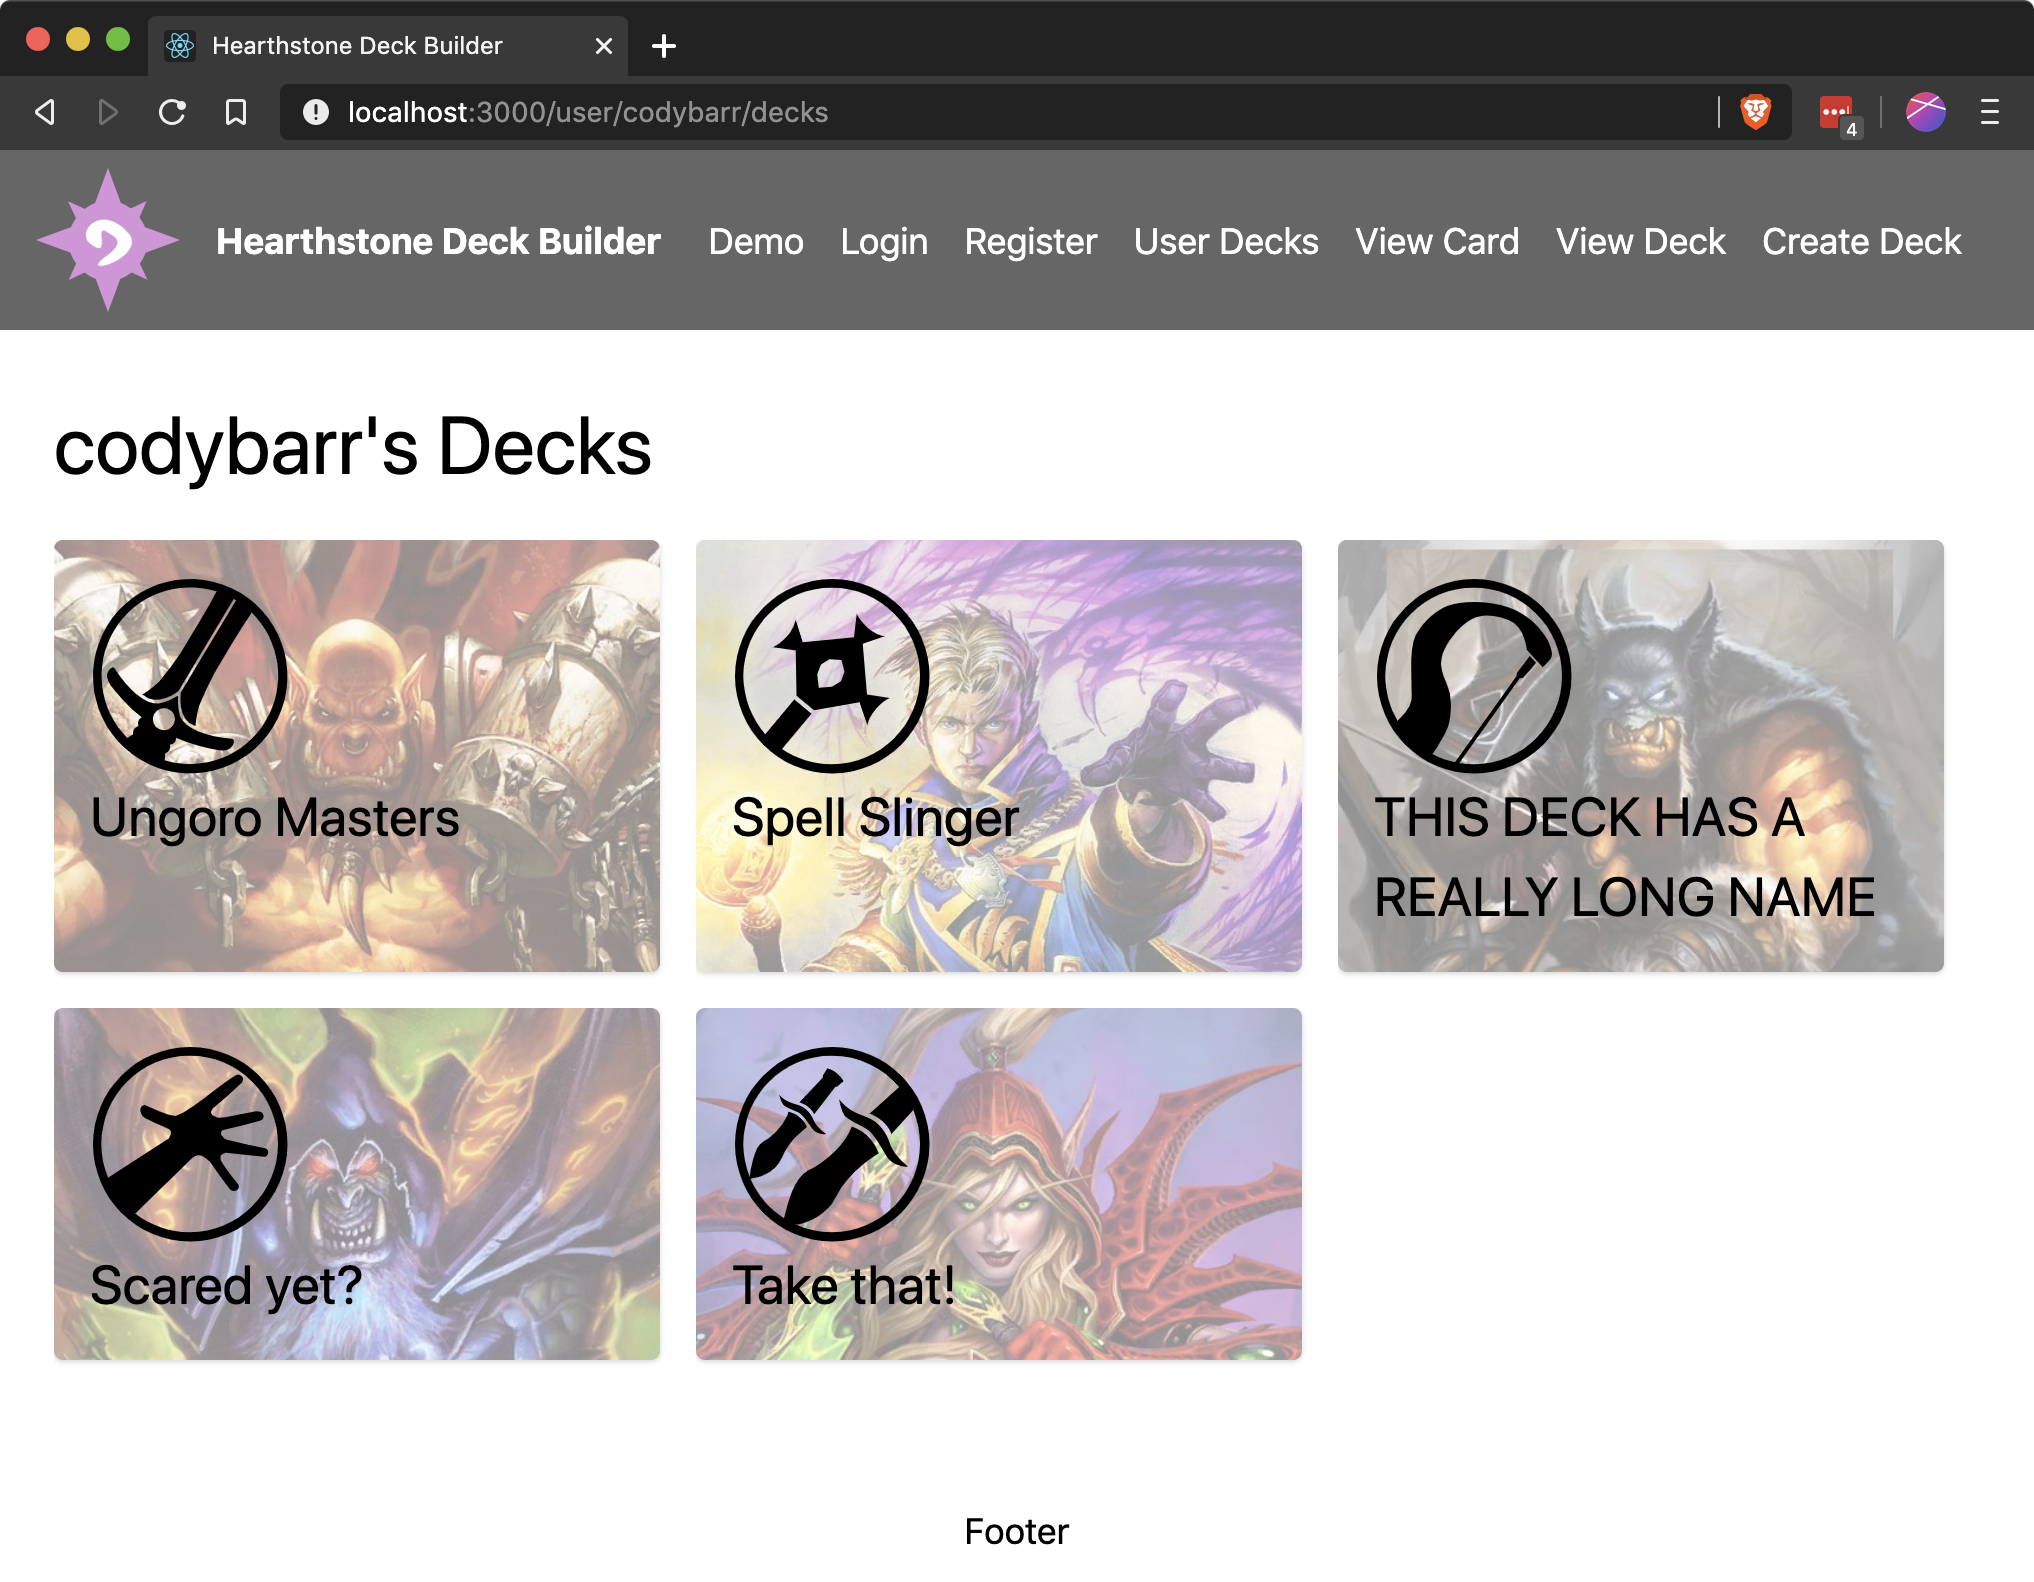 Hearthstone Deck Builder
localhost:3000/user/codybarr/decks
4
Hearthstone Deck Builder Demo Login Register User Decks View Card View Deck Create Deck
codybarr's Decks
Ungoro Masters
Spell Slinger
THIS DECK HAS A
REALLY LONG NAME
Scared yet?
Take that!
Footer